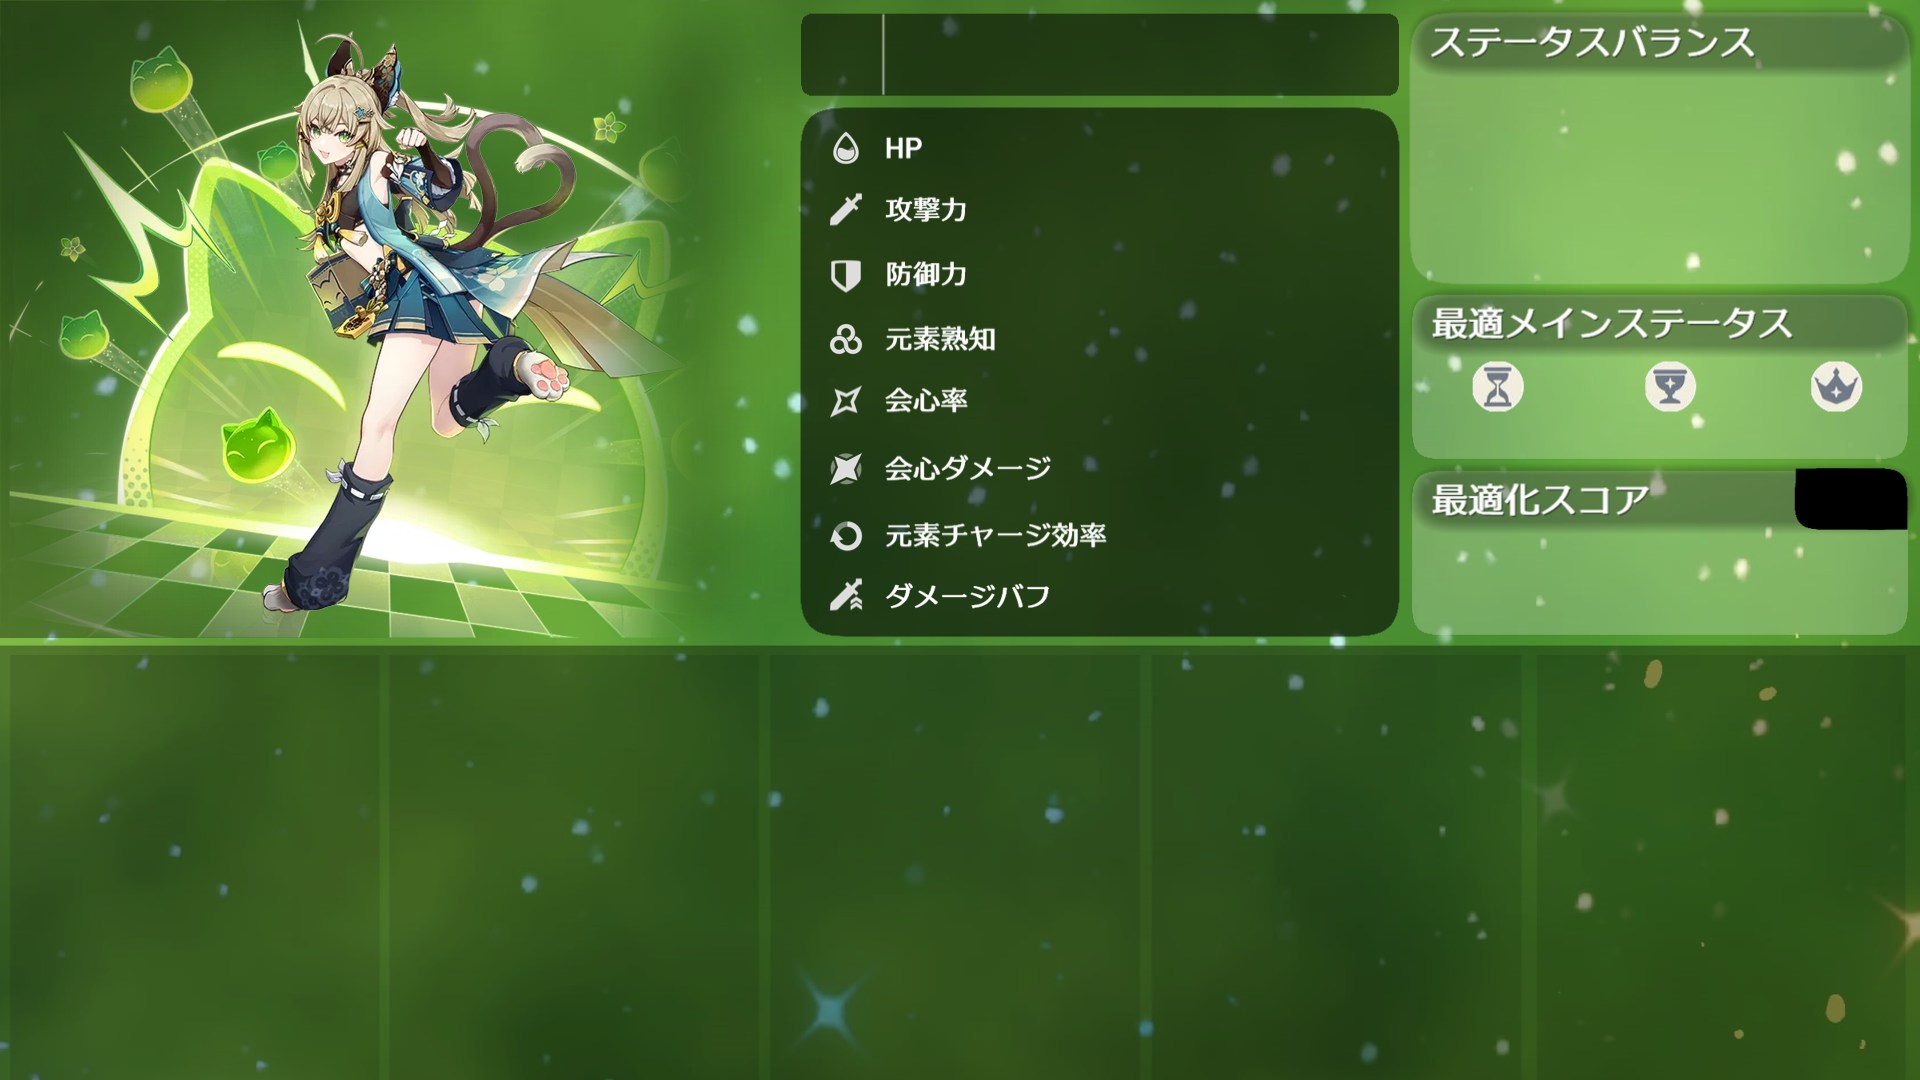 HP
攻撃力
防御力
元素熟知
会心率
会心ダメージ
元素チャージ効率
ダメージバフ
ステータスバランス
最適メインステータス
最適化スコア